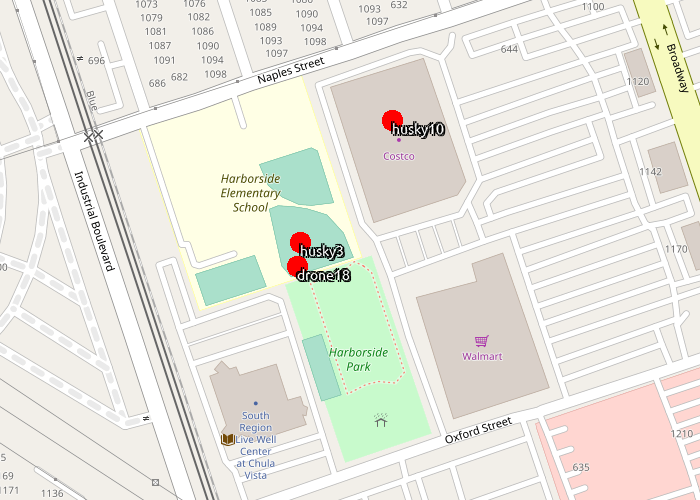 1073
1079
1081
1087
1091
1076
1082
1086
1090
1094
1098
696
686
682
1085
1089
1093
1097
1090
1094
1098
1093
1097
632
Naples Street
644
1100
Broadway
1120
1142
1170
Blue
Industrial Boulevard
husky10
Costco
Harborside
Elementary
School
husky3
drone18
Harborside
Park
Walmart
South
Region
Live Well
Center
at Chula
Vista
Oxford Street
635
1210
00
169
1171
1136